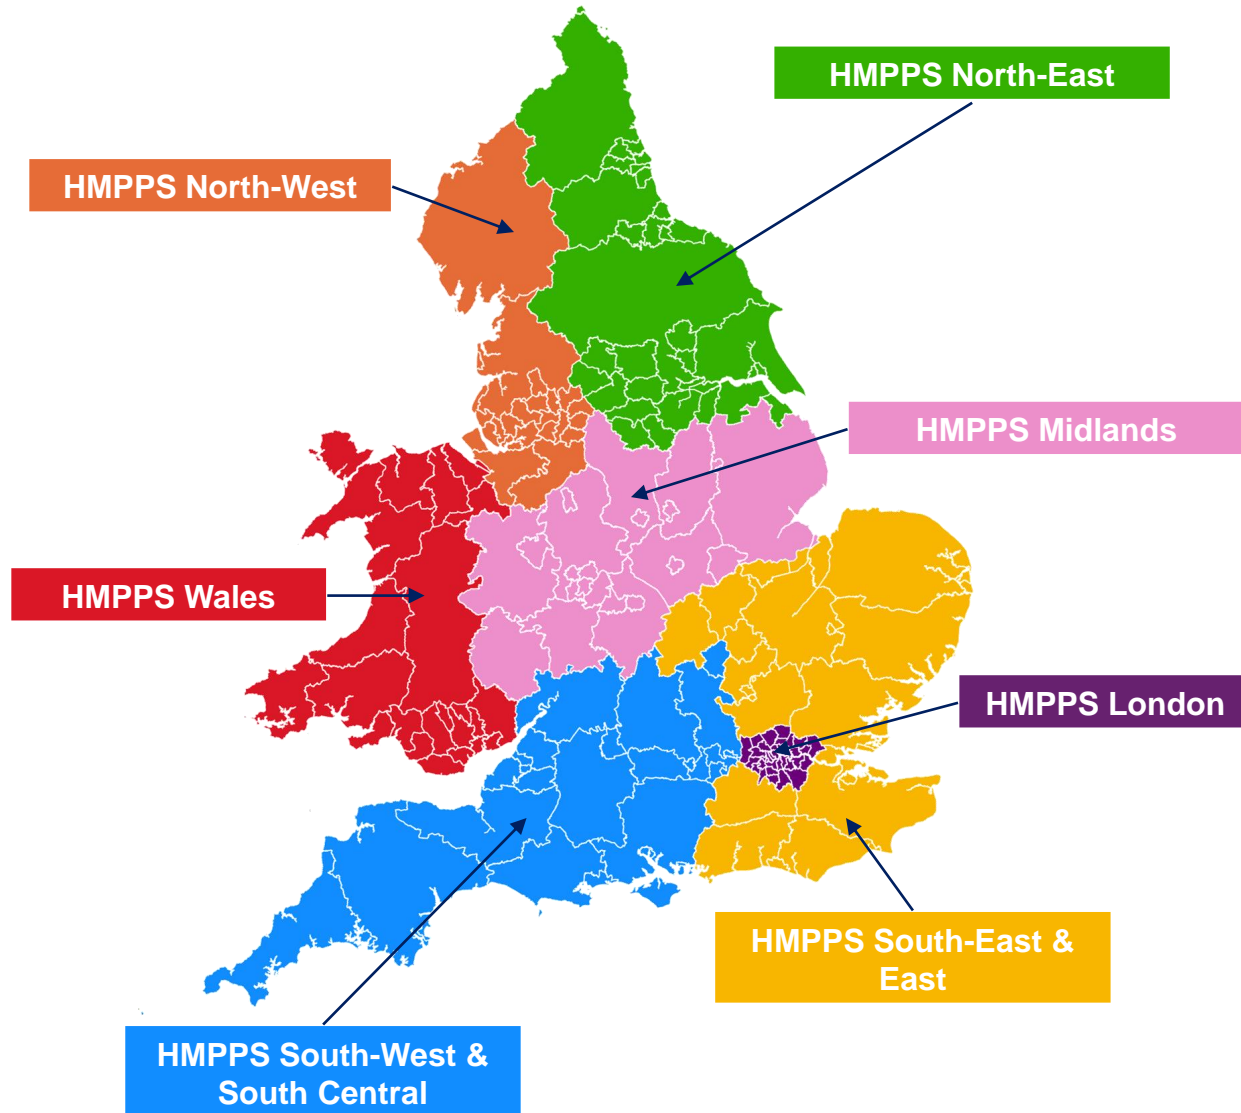 HMPPS North-East
HMPPS North-West
HMPPS Midlands
HMPPS Wales
HMPPS London
HMPPS South-East &
East
HMPPS South-West &
South Central